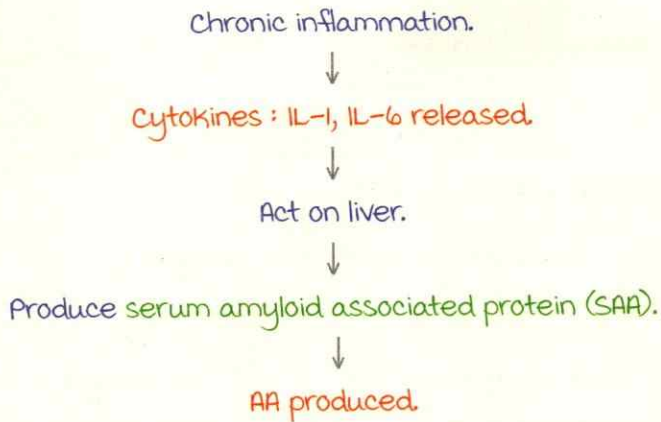 Chronic inflammation.
Cytokines : IL-1, IL-6 released.
Act on liver.
Produce serum amyloid associated protein (SAA).
AA produced.